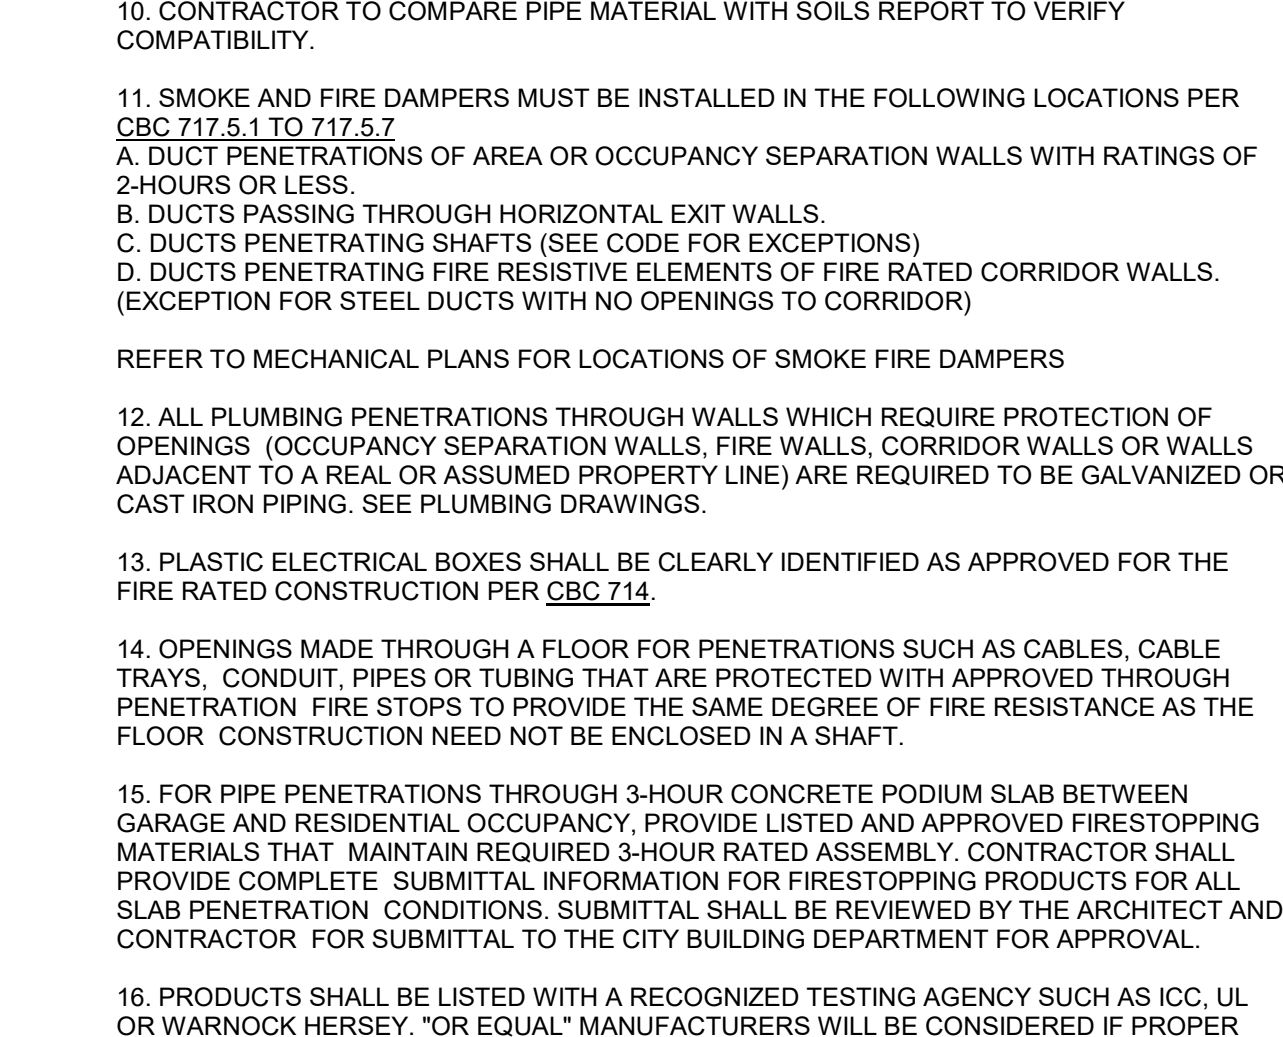 10. CONTRACTOR TO COMPARE PIPE MATERIAL WITH SOILS REPORT TO VERIFY
COMPATIBILITY.
11. SMOKE AND FIRE DAMPERS MUST BE INSTALLED IN THE FOLLOWING LOCATIONS PER
CBC 717.5.1 TO 717.5.7
A. DUCT PENETRATIONS OF AREA OR OCCUPANCY SEPARATION WALLS WITH RATINGS OF
2-HOURS OR LESS.
B. DUCTS PASSING THROUGH HORIZONTAL EXIT WALLS.
C. DUCTS PENETRATING SHAFTS (SEE CODE FOR EXCEPTIONS)
D. DUCTS PENETRATING FIRE RESISTIVE ELEMENTS OF FIRE RATED CORRIDOR WALLS.
(EXCEPTION FOR STEEL DUCTS WITH NO OPENINGS TO CORRIDOR)
REFER TO MECHANICAL PLANS FOR LOCATIONS OF SMOKE FIRE DAMPERS
12. ALL PLUMBING PENETRATIONS THROUGH WALLS WHICH REQUIRE PROTECTION OF
OPENINGS  (OCCUPANCY SEPARATION WALLS, FIRE WALLS, CORRIDOR WALLS OR WALLS
ADJACENT TO A REAL OR ASSUMED PROPERTY LINE) ARE REQUIRED TO BE GALVANIZED OR
CAST IRON PIPING. SEE PLUMBING DRAWINGS.
13. PLASTIC ELECTRICAL BOXES SHALL BE CLEARLY IDENTIFIED AS APPROVED FOR THE
FIRE RATED CONSTRUCTION PER CBC 714.
14. OPENINGS MADE THROUGH A FLOOR FOR PENETRATIONS SUCH AS CABLES, CABLE
TRAYS,  CONDUIT, PIPES OR TUBING THAT ARE PROTECTED WITH APPROVED THROUGH
PENETRATION  FIRE STOPS TO PROVIDE THE SAME DEGREE OF FIRE RESISTANCE AS THE
FLOOR  CONSTRUCTION NEED NOT BE ENCLOSED IN A SHAFT.
15. FOR PIPE PENETRATIONS THROUGH 3-HOUR CONCRETE PODIUM SLAB BETWEEN
GARAGE AND RESIDENTIAL OCCUPANCY, PROVIDE LISTED AND APPROVED FIRESTOPPING
MATERIALS THAT  MAINTAIN REQUIRED 3-HOUR RATED ASSEMBLY. CONTRACTOR SHALL
PROVIDE COMPLETE  SUBMITTAL INFORMATION FOR FIRESTOPPING PRODUCTS FOR ALL
SLAB PENETRATION  CONDITIONS. SUBMITTAL SHALL BE REVIEWED BY THE ARCHITECT AND
CONTRACTOR  FOR SUBMITTAL TO THE CITY BUILDING DEPARTMENT FOR APPROVAL.
16. PRODUCTS SHALL BE LISTED WITH A RECOGNIZED TESTING AGENCY SUCH AS ICC, UL
OR WARNOCK HERSEY. "OR EQUAL" MANUFACTURERS WILL BE CONSIDERED IF PROPER